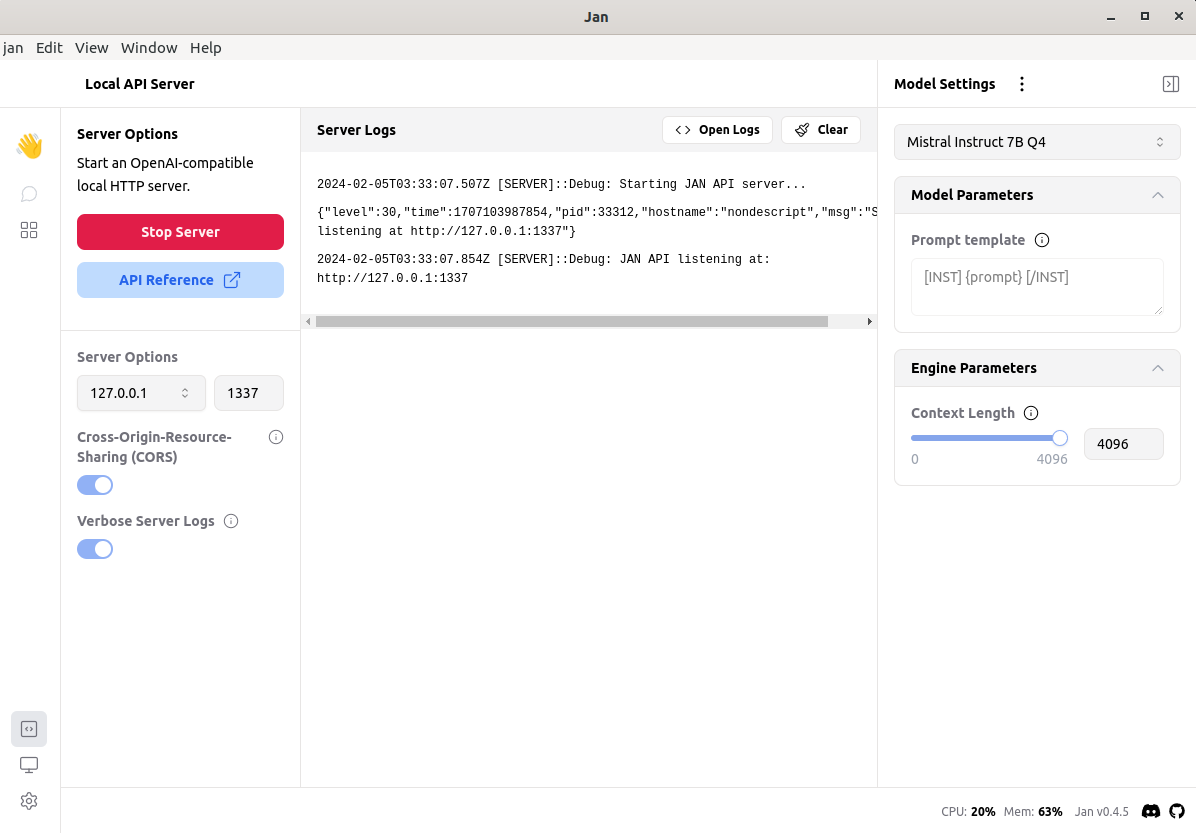 Jan
jan Edit View Window Help
Local API Server
Server Options
Start an OpenAI-compatible
local HTTP server.
Stop Server
API Reference
Server Options
127.0.0.1 1337
Cross-Origin-Resource-
Sharing (CORS)
Verbose Server Logs
Server Logs
Open Logs Clear
2024-02-05T03:33:07.507Z [SERVER]::Debug: Starting JAN API server...
{"level":30,"time":1707103987854,"pid":33312,"hostname":"nondescript","msg":"S
listening at http://127.0.0.1:1337"}
2024-02-05T03:33:07.854Z [SERVER]::Debug: JAN API listening at:
http://127.0.0.1:1337
Model Settings
Mistral Instruct 7B Q4
Model Parameters
Prompt template
[INST] {prompt} [/INST]
Engine Parameters
Context Length
0 4096 4096
CPU: 20% Mem: 63% Jan v0.4.5